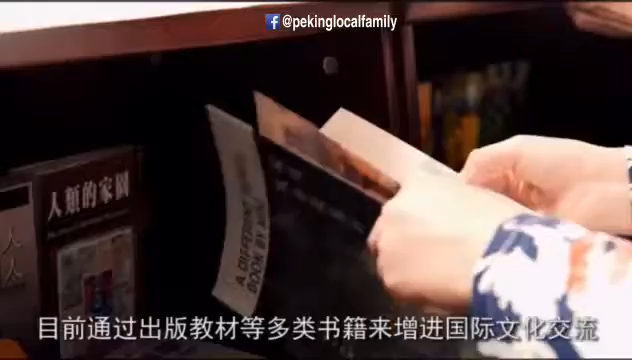 @pekinglocalfamily
人類的家園
A DIFFERENT
BOOK BY
目前通过出版教材等多类书籍来增进国际文化交流